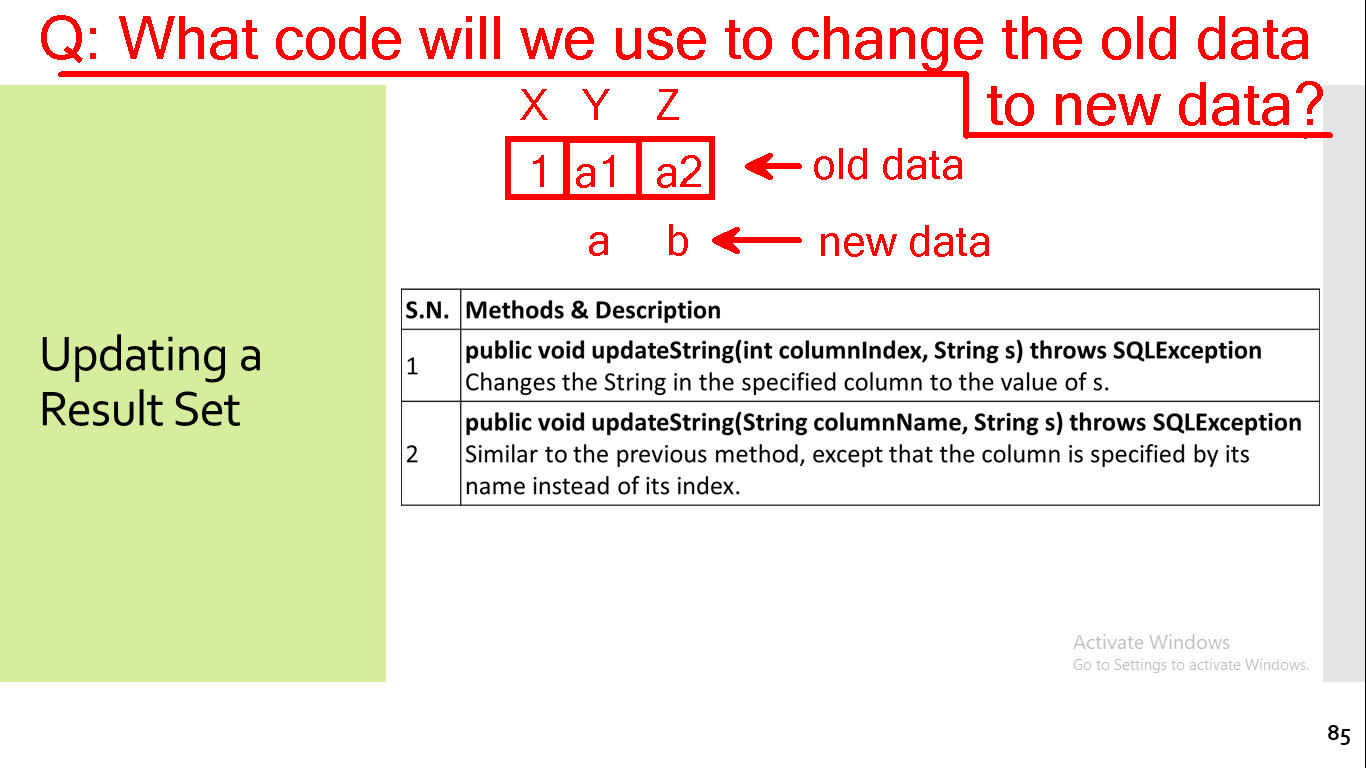 Q: What code will we use to change the old data
to new data?
X Y Z
1 a1 a2 ← old data
a b ← new data
Updating a
Result Set
S.N. Methods & Description
1 public void updateString(int columnIndex, String s) throws SQLException
Changes the String in the specified column to the value of s.
2 public void updateString(String columnName, String s) throws SQLException
Similar to the previous method, except that the column is specified by its
name instead of its index.
Activate Windows
Go to Settings to activate Windows.
85